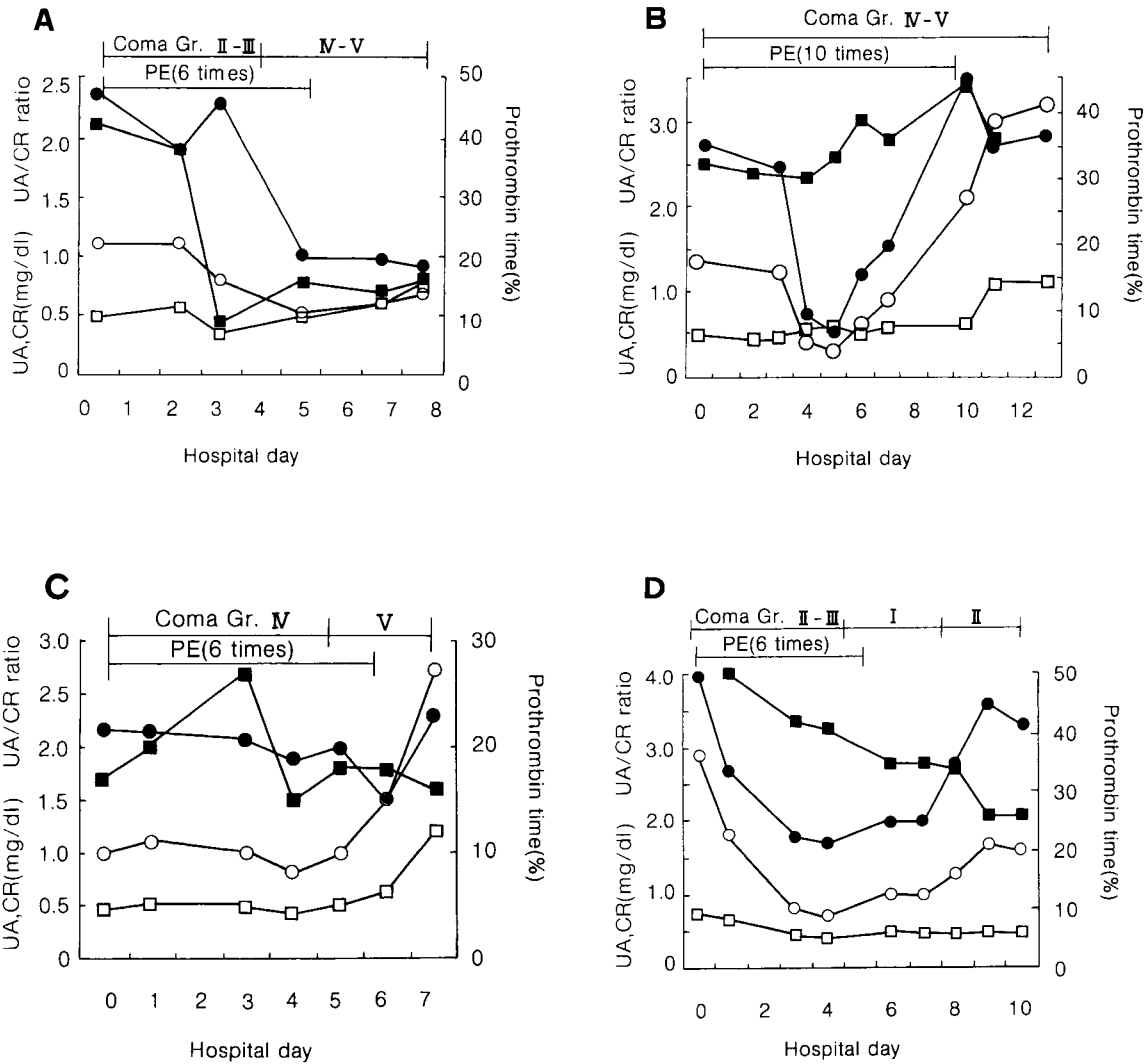 A
Coma Gr. Ⅱ-Ⅲ Ⅳ-Ⅴ
PE(6 times)
2.5
2.0
1.5
1.0
0.5
0
UA,CR(mg/dl) UA/CR ratio
50
40
30
20
10
0
Prothrombin time(%)
0 1 2 3 4 5 6 7 8
Hospital day
B
Coma Gr. Ⅳ-Ⅴ
PE(10 times)
3.0
2.0
1.0
0
UA,CR(mg/dl) UA/CR ratio
40
30
20
10
0
Prothrombin time(%)
0 2 4 6 8 10 12
Hospital day
C
Coma Gr. Ⅳ Ⅴ
PE(6 times)
3.0
2.5
2.0
1.5
1.0
0.5
0
UA,CR(mg/dl) UA/CR ratio
30
20
10
0
Prothrombin time(%)
0 1 2 3 4 5 6 7
Hospital day
D
Coma Gr. Ⅱ-Ⅲ Ⅰ Ⅱ
PE(6 times)
4.0
3.0
2.0
1.0
0
UA,CR(mg/dl) UA/CR ratio
50
40
30
20
10
0
Prothrombin time(%)
0 2 4 6 8 10
Hospital day